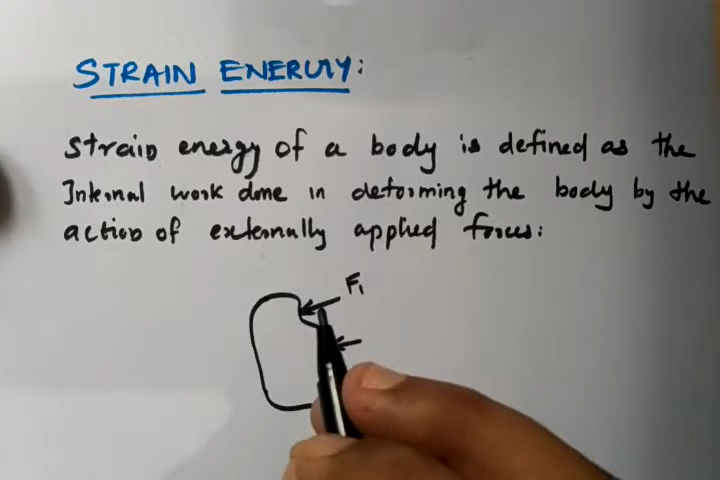 STRAIN ENERGY:
Strain energy of a body is defined as the
Internal work done in deforming the body by the
action of externally applied forces:
F1